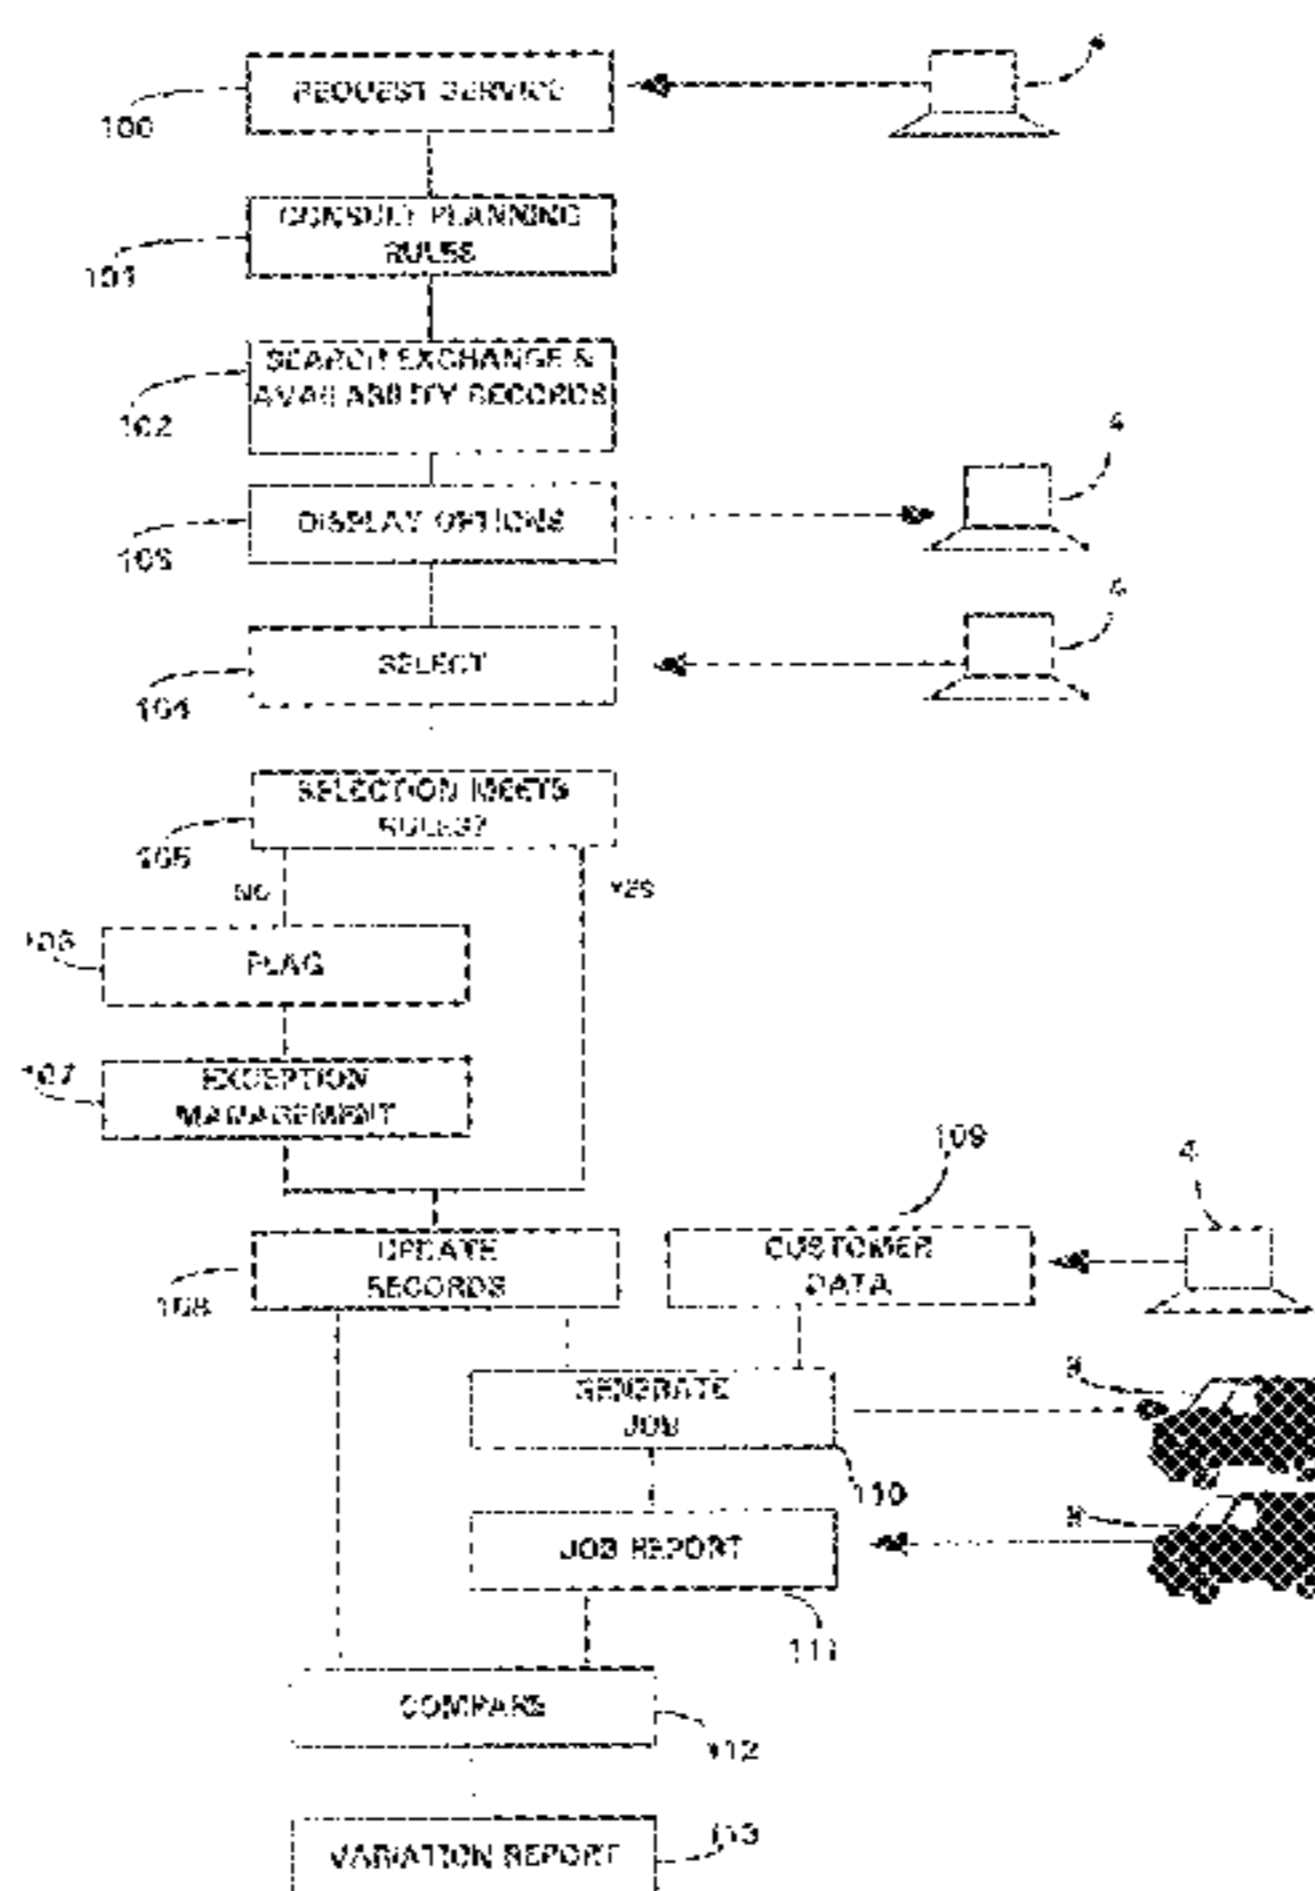 REQUEST SERVICE
100
CONSULT PLANNING
RULES
101
SEARCH EXCHANGE &
AVAILABILITY RECORDS
102
DISPLAY OPTIONS
103
SELECT
104
SELECTION MEETS
RULES?
105
NO
YES
106
FLAG
107
EXCEPTION
MANAGEMENT
109
4
UPDATE
RECORDS
CUSTOMER
DATA
108
GENERATE
JOB
110
JOB REPORT
111
COMPARE
112
113
VARIATION REPORT